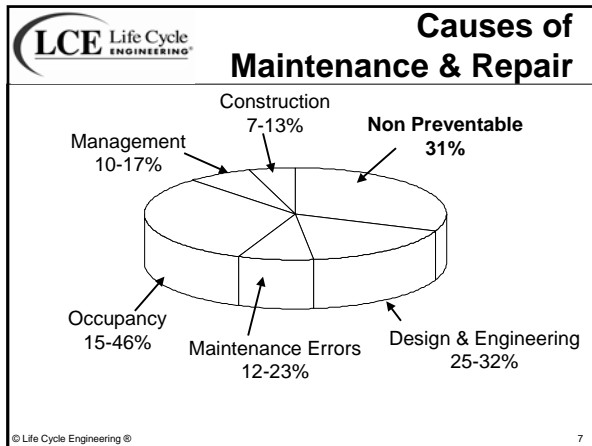 LCE Life Cycle
ENGINEERING®
Causes of
Maintenance & Repair
Construction
7-13%
Non Preventable
31%
Management
10-17%
Occupancy
15-46%
Maintenance Errors
12-23%
Design & Engineering
25-32%
© Life Cycle Engineering ®
7